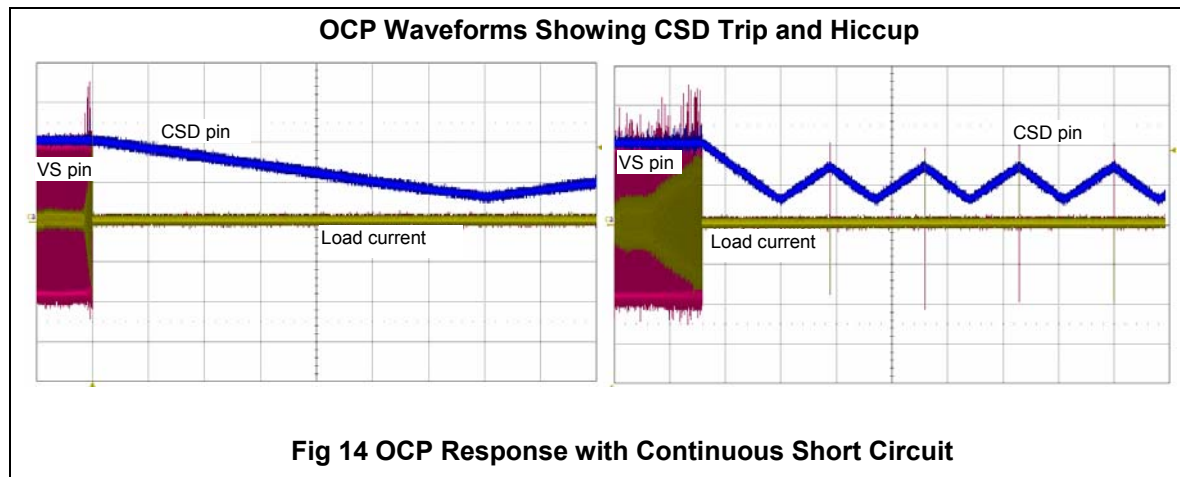 OCP Waveforms Showing CSD Trip and Hiccup
CSD pin
VS pin
Load current
CSD pin
VS pin
Load current
Fig 14 OCP Response with Continuous Short Circuit